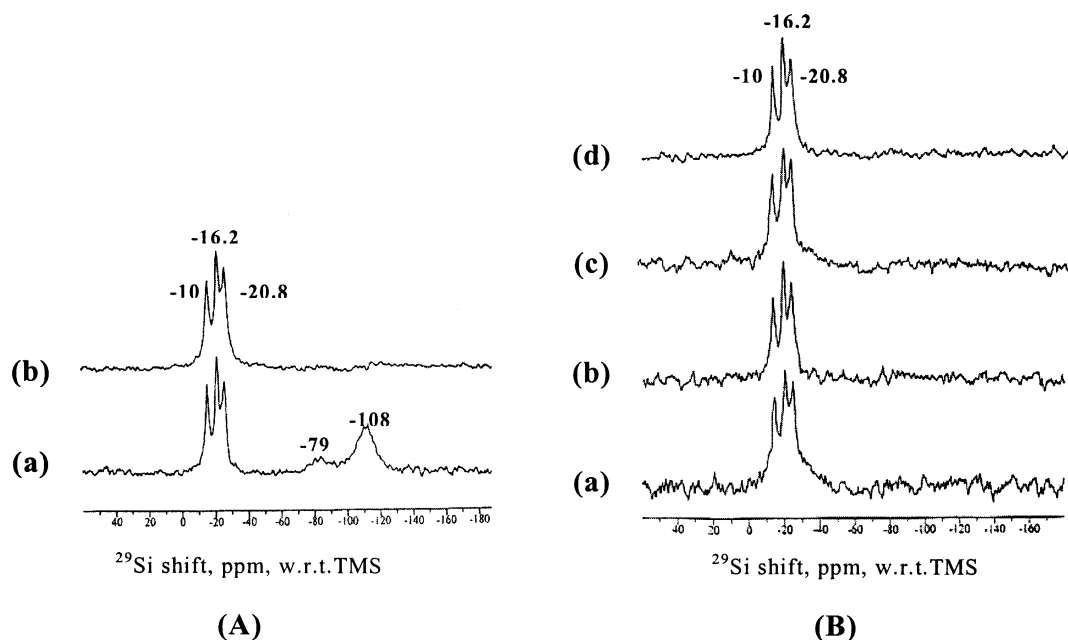 -16.2
-10 -20.8
(b)
-79 -108
(a)
40 20 0 -20 -40 -60 -80 -100 -120 -140 -160 -180
29Si shift, ppm, w.r.t.TMS
(A)
-16.2
-10 -20.8
(d)
(c)
(b)
(a)
40 20 0 -20 -40 -60 -80 -100 -120 -140 -160
29Si shift, ppm, w.r.t.TMS
(B)